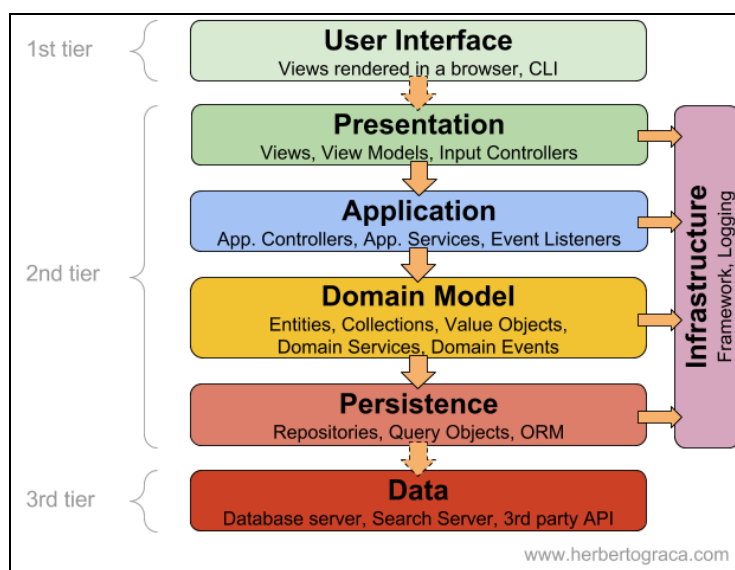 1st tier
User Interface
Views rendered in a browser, CLI
2nd tier
Presentation
Views, View Models, Input Controllers
Application
App. Controllers, App. Services, Event Listeners
Domain Model
Entities, Collections, Value Objects,
Domain Services, Domain Events
Persistence
Repositories, Query Objects, ORM
Infrastructure
Framework, Logging
3rd tier
Data
Database server, Search Server, 3rd party API
www.herbertograca.com